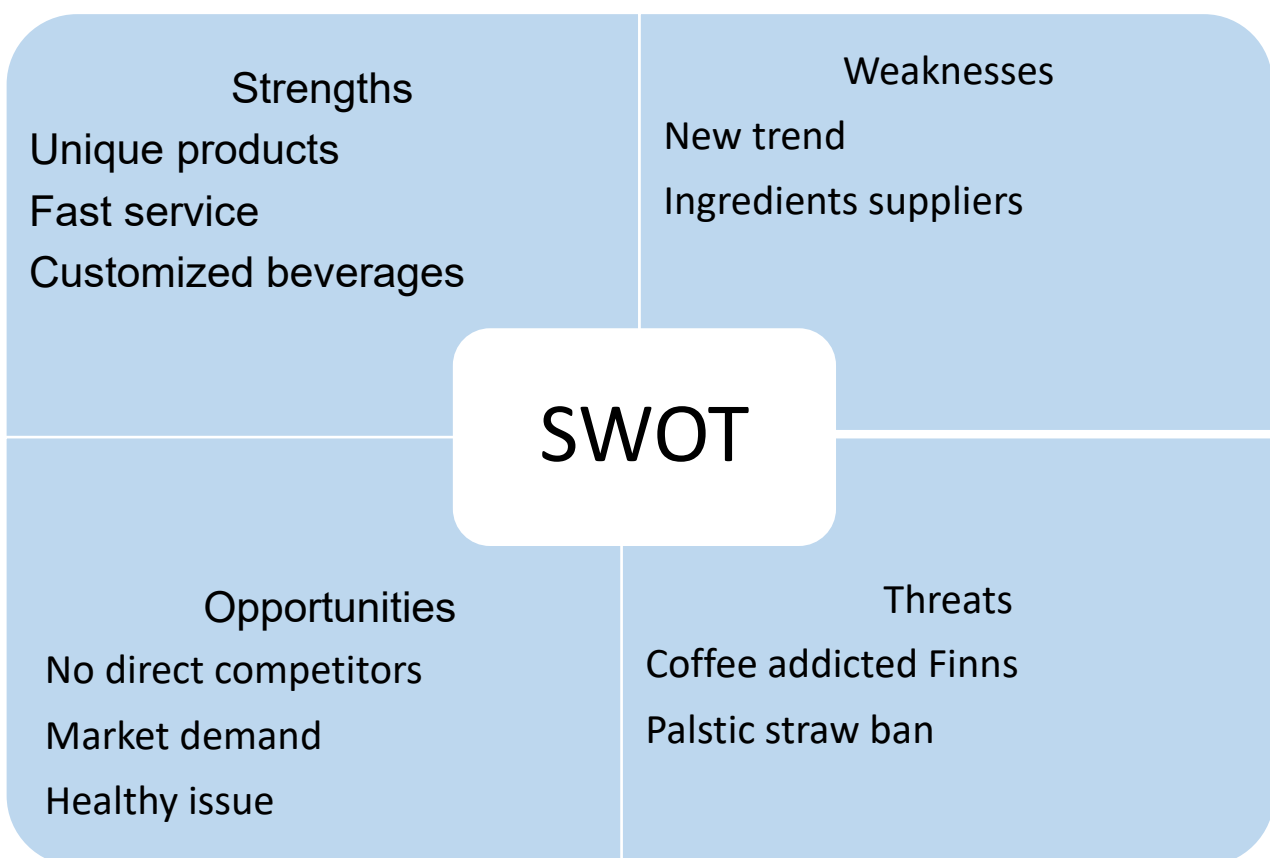 Strengths
Unique products
Fast service
Customized beverages
Weaknesses
New trend
Ingredients suppliers
SWOT
Opportunities
No direct competitors
Market demand
Healthy issue
Threats
Coffee addicted Finns
Palstic straw ban